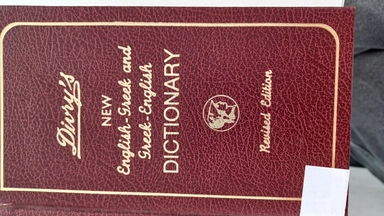 Divry's
NEW
English-Greek and
Greek-English
DICTIONARY
Revised Edition